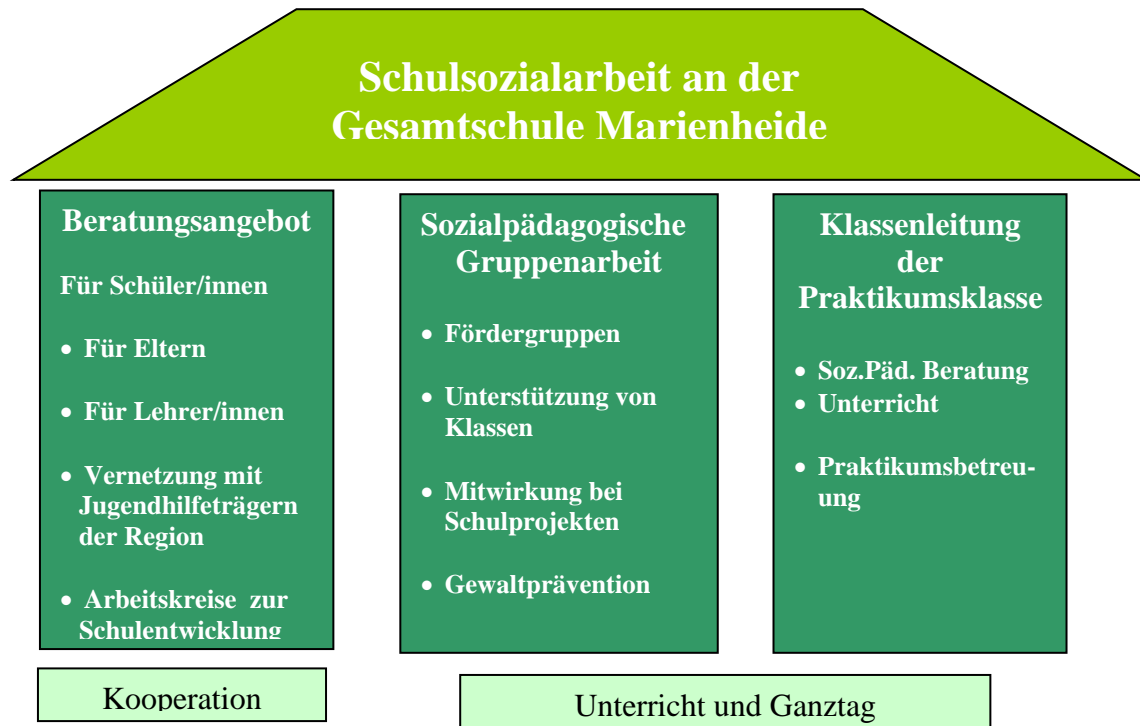 Schulsozialarbeit an der
Gesamtschule Marienheide
Beratungsangebot
Für Schüler/innen
• Für Eltern
• Für Lehrer/innen
• Vernetzung mit
Jugendhilfeträgern
der Region
• Arbeitskreise zur
Schulentwicklung
Sozialpädagogische
Gruppenarbeit
• Fördergruppen
• Unterstützung von
Klassen
• Mitwirkung bei
Schulprojekten
• Gewaltprävention
Klassenleitung
der
Praktikumsklasse
• Soz.Päd. Beratung
• Unterricht
• Praktikumsbetreu-
ung
Kooperation
Unterricht und Ganztag